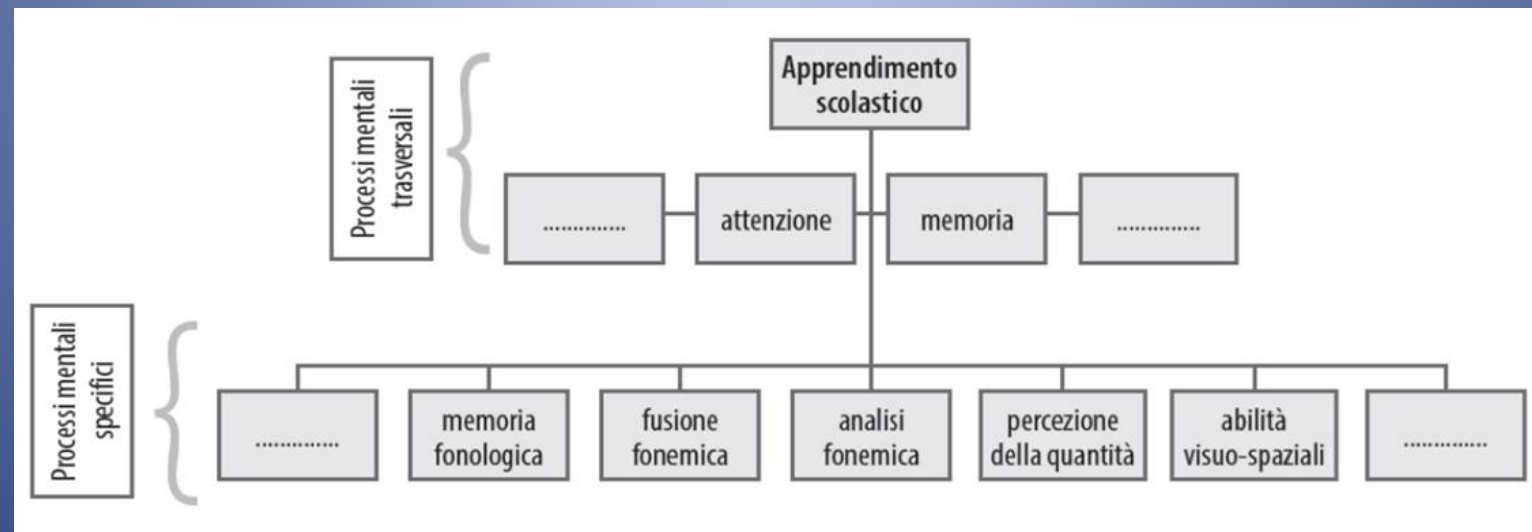 Apprendimento
scolastico
Processi mentali
trasversali
..............
attenzione
memoria
..............
Processi mentali
specifici
..............
memoria
fonologica
fusione
fonemica
analisi
fonemica
percezione
della quantità
abilità
visuo-spaziali
..............